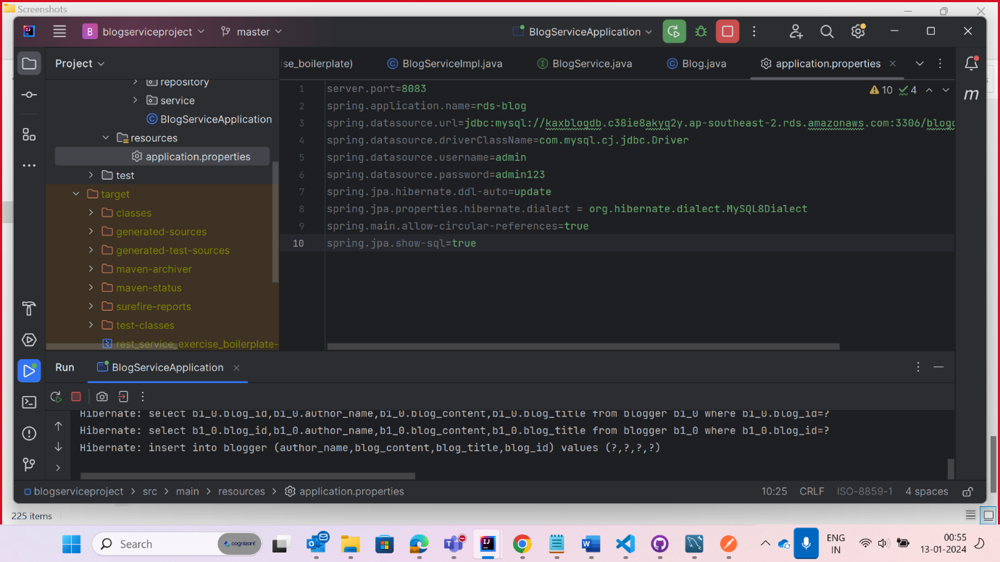 Screenshots
blogserviceproject
master
BlogServiceApplication
Project
ise_boilerplate)
BlogServiceImpl.java
BlogService.java
Blog.java
application.properties
repository
service
BlogServiceApplication
resources
application.properties
test
target
classes
generated-sources
generated-test-sources
maven-archiver
maven-status
surefire-reports
test-classes
rest_service_exercise_boilerplate-
10 4
1 server.port=8083
2 spring.application.name=rds-blog
3 spring.datasource.url=jdbc:mysql://kaxblogdb.c38ie8akyq2y.ap-southeast-2.rds.amazonaws.com:3306/blogd
4 spring.datasource.driverClassName=com.mysql.cj.jdbc.Driver
5 spring.datasource.username=admin
6 spring.datasource.password=admin123
7 spring.jpa.hibernate.ddl-auto=update
8 spring.jpa.properties.hibernate.dialect = org.hibernate.dialect.MySQL8Dialect
9 spring.main.allow-circular-references=true
10 spring.jpa.show-sql=true
Run
BlogServiceApplication
Hibernate: select b1_0.blog_id,b1_0.author_name,b1_0.blog_content,b1_0.blog_title from blogger b1_0 where b1_0.blog_id=?
Hibernate: select b1_0.blog_id,b1_0.author_name,b1_0.blog_content,b1_0.blog_title from blogger b1_0 where b1_0.blog_id=?
Hibernate: insert into blogger (author_name,blog_content,blog_title,blog_id) values (?,?,?,?)
blogserviceproject > src > main > resources > application.properties
10:25 CRLF ISO-8859-1 4 spaces
225 items
Search
cognizant
ENG
IN
00:55
13-01-2024